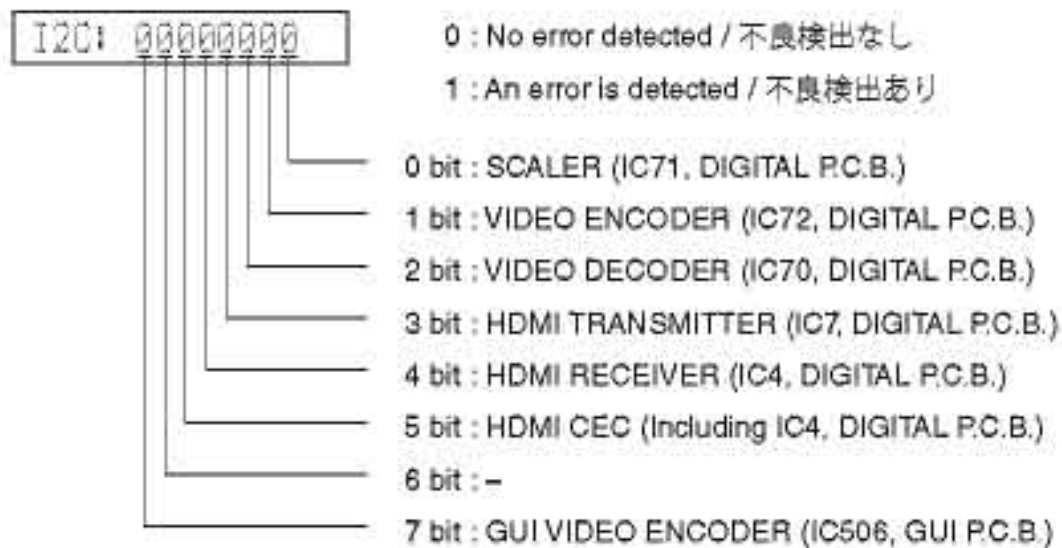 I2C: 00000000
0 : No error detected / 不良検出なし
1 : An error is detected / 不良検出あり
0 bit : SCALER (IC71, DIGITAL P.C.B.)
1 bit : VIDEO ENCODER (IC72, DIGITAL P.C.B.)
2 bit : VIDEO DECODER (IC70, DIGITAL P.C.B.)
3 bit : HDMI TRANSMITTER (IC7, DIGITAL P.C.B.)
4 bit : HDMI RECEIVER (IC4, DIGITAL P.C.B.)
5 bit : HDMI CEC (Including IC4, DIGITAL P.C.B.)
6 bit : –
7 bit : GUI VIDEO ENCODER (IC506, GUI P.C.B.)